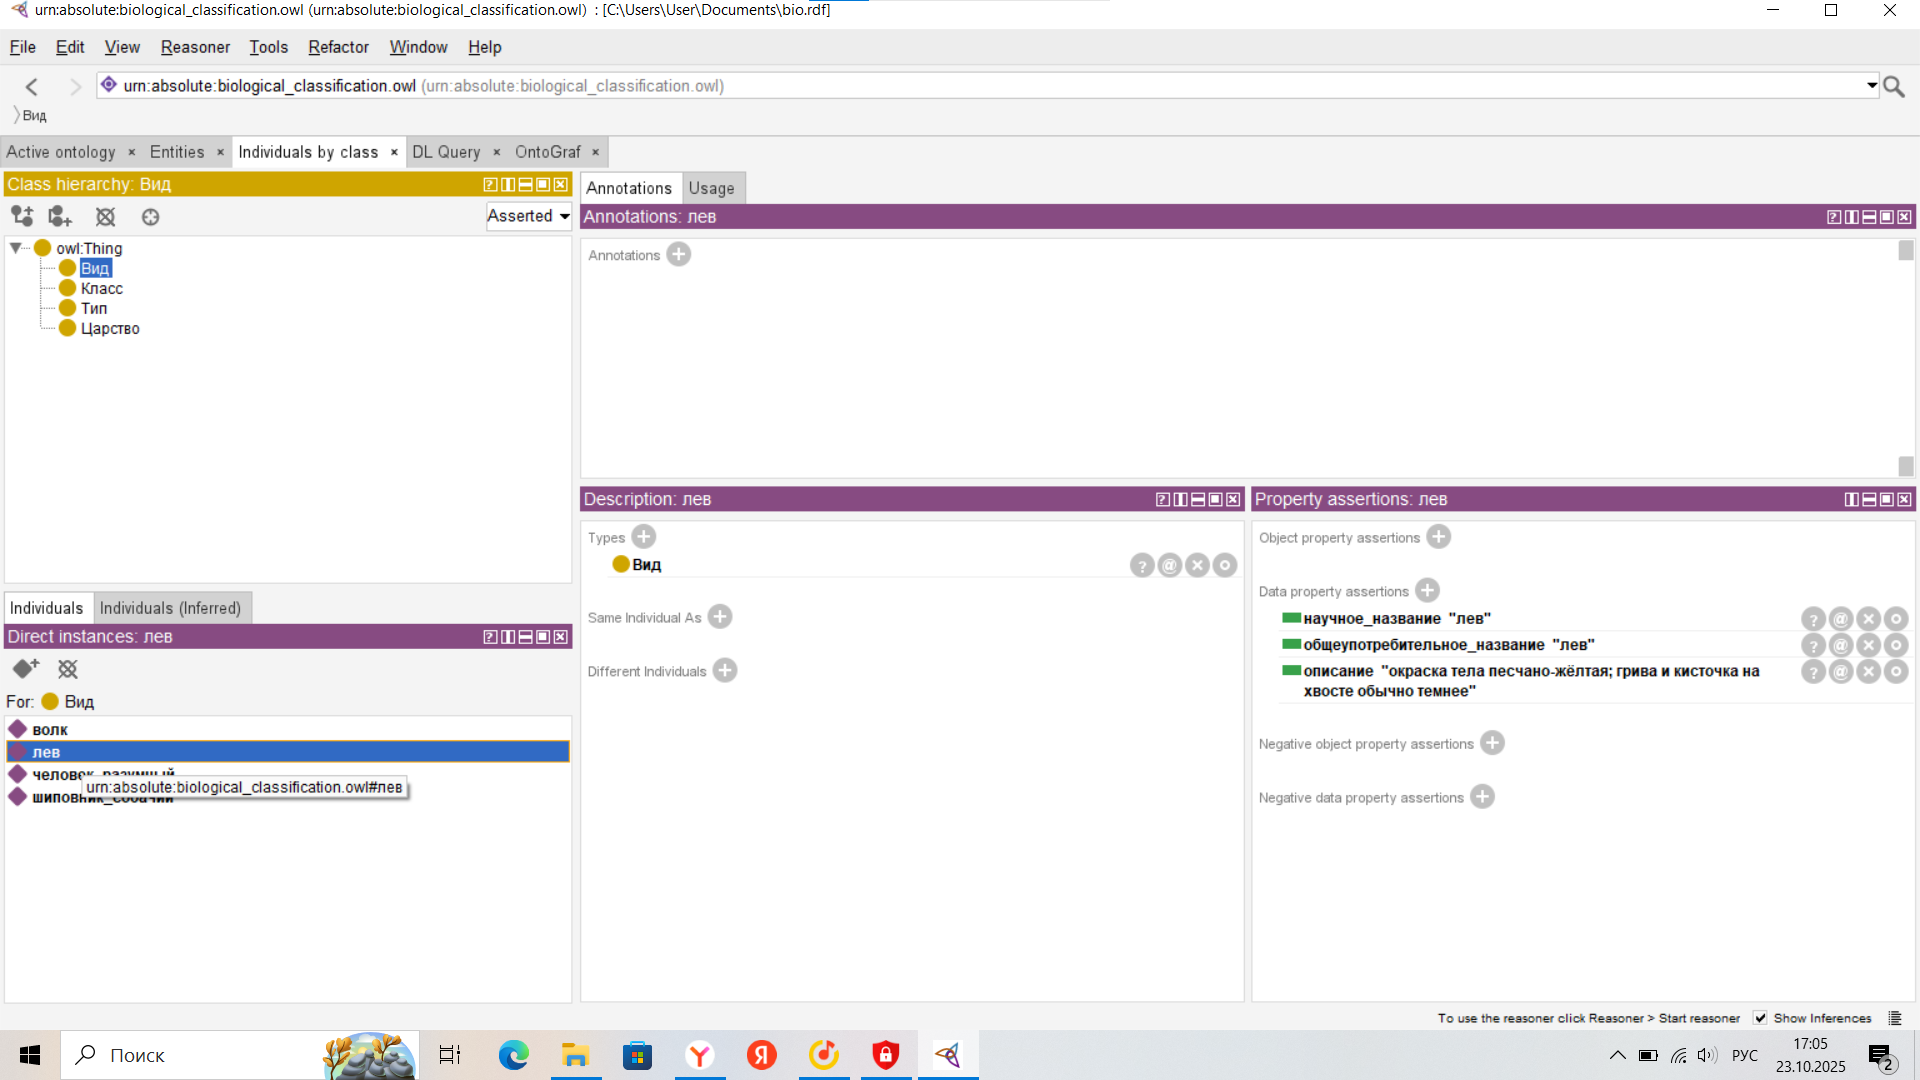 urn:absolute:biological_classification.owl (urn:absolute:biological_classification.owl) : [C:\Users\User\Documents\bio.rdf]
File Edit View Reasoner Tools Refactor Window Help
urn:absolute:biological_classification.owl (urn:absolute:biological_classification.owl)
Вид
Active ontology × Entities × Individuals by class × DL Query × OntoGraf ×
Class hierarchy: Вид
Asserted
owl:Thing
Вид
Класс
Тип
Царство
Annotations Usage
Annotations: лев
Annotations
Individuals Individuals (Inferred)
Direct instances: лев
For: Вид
волк
лев
человек_разумный
urn:absolute:biological_classification.owl#лев
шиповник_собачий
Description: лев
Types
Вид
Same Individual As
Different Individuals
Property assertions: лев
Object property assertions
Data property assertions
научное_название "лев"
общеупотребительное_название "лев"
описание "окраска тела песчано-жёлтая; грива и кисточка на
хвосте обычно темнее"
Negative object property assertions
Negative data property assertions
To use the reasoner click Reasoner > Start reasoner Show Inferences
Поиск
РУС
17:05
23.10.2025
2